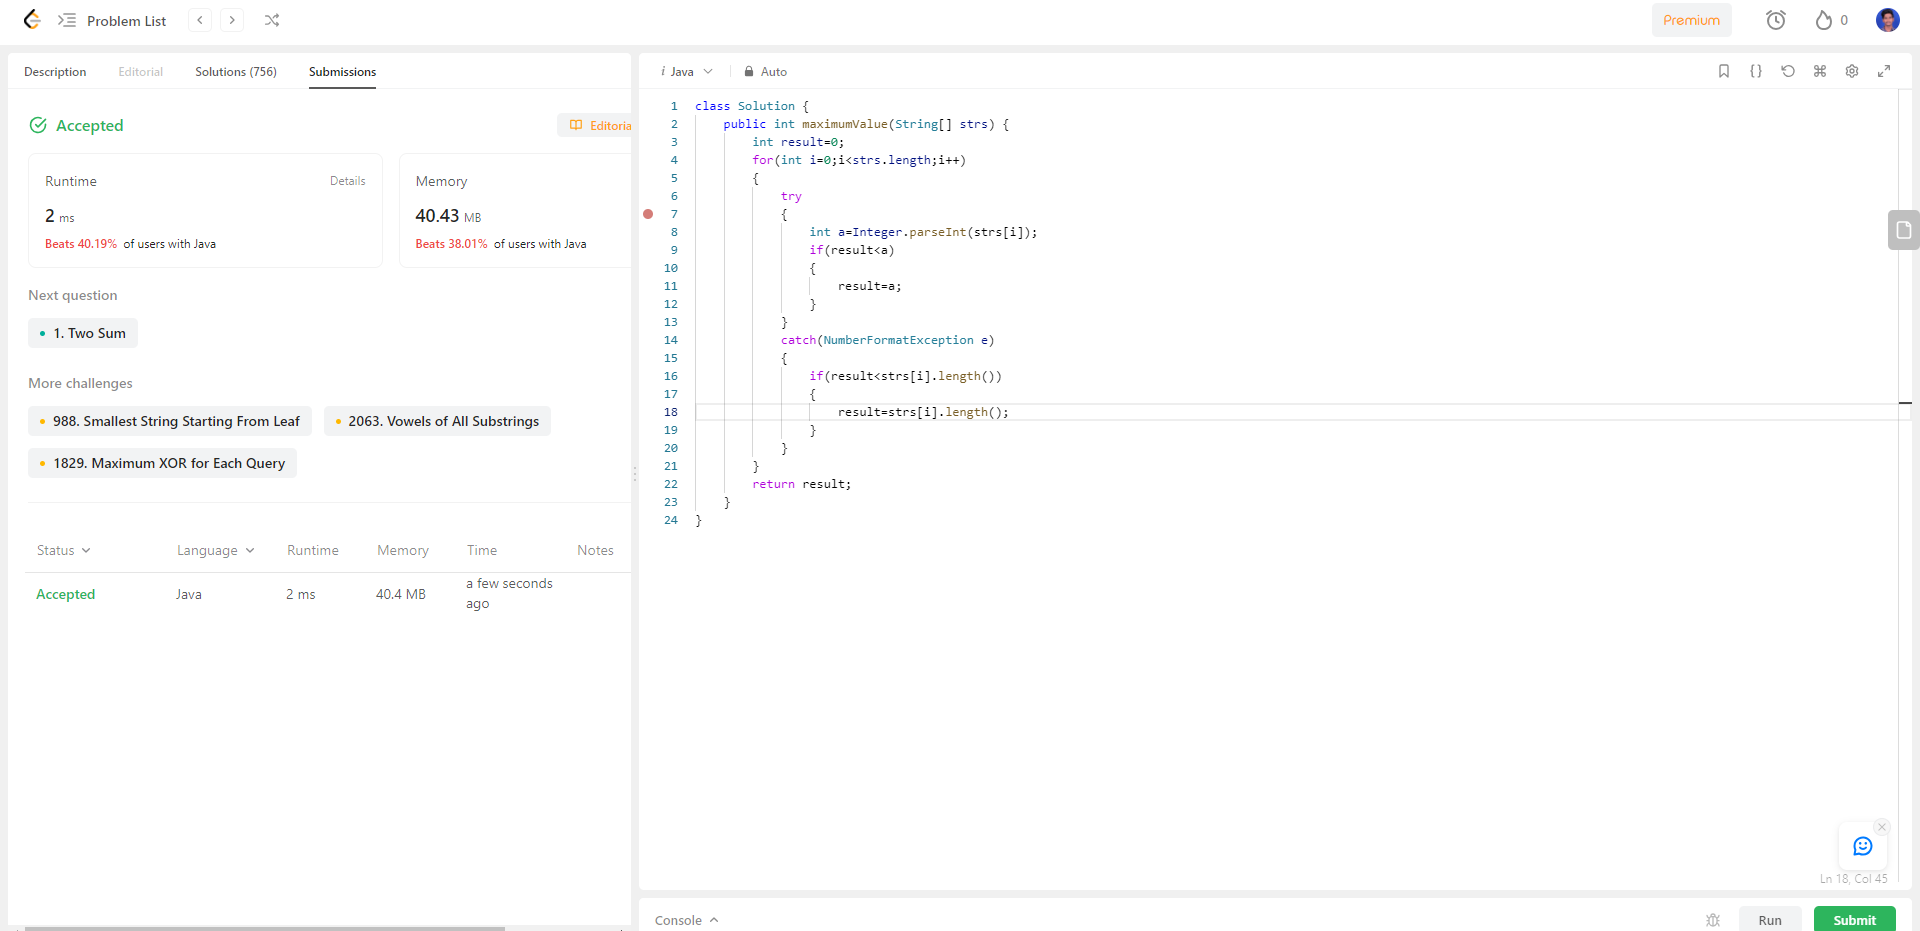 Problem List
Premium
0
Description Editorial Solutions (756) Submissions
Accepted
Runtime
Details
2 ms
Beats 40.19% of users with Java
Memory
40.43 MB
Beats 38.01% of users with Java
Next question
1. Two Sum
More challenges
988. Smallest String Starting From Leaf
2063. Vowels of All Substrings
1829. Maximum XOR for Each Query
Status Language Runtime Memory Time Notes
Accepted Java 2 ms 40.4 MB a few seconds
ago
i Java Auto
1 class Solution {
2 public int maximumValue(String[] strs) {
3 int result=0;
4 for(int i=0;i<strs.length;i++)
5 {
6 try
7 {
8 int a=Integer.parseInt(strs[i]);
9 if(result<a)
10 {
11 result=a;
12 }
13 }
14 catch(NumberFormatException e)
15 {
16 if(result<strs[i].length())
17 {
18 result=strs[i].length();
19 }
20 }
21 }
22 return result;
23 }
24 }
Ln 18, Col 45
Console
Run
Submit